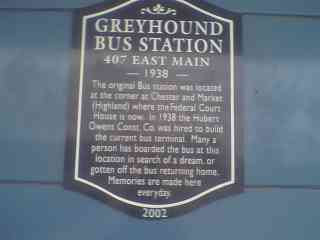 GREYHOUND
BUS STATION
407 EAST MAIN
— 1938 —
The original Bus station was located
at the corner at Chester and Market
(Highland) where the Federal Court
House is now. In 1938 the Hubert
Owens Const. Co. was hired to build
the current bus terminal. Many a
person has boarded the bus at this
location in search of a dream, or
gotten off the bus returning home.
Memories are made here
everyday.
2002